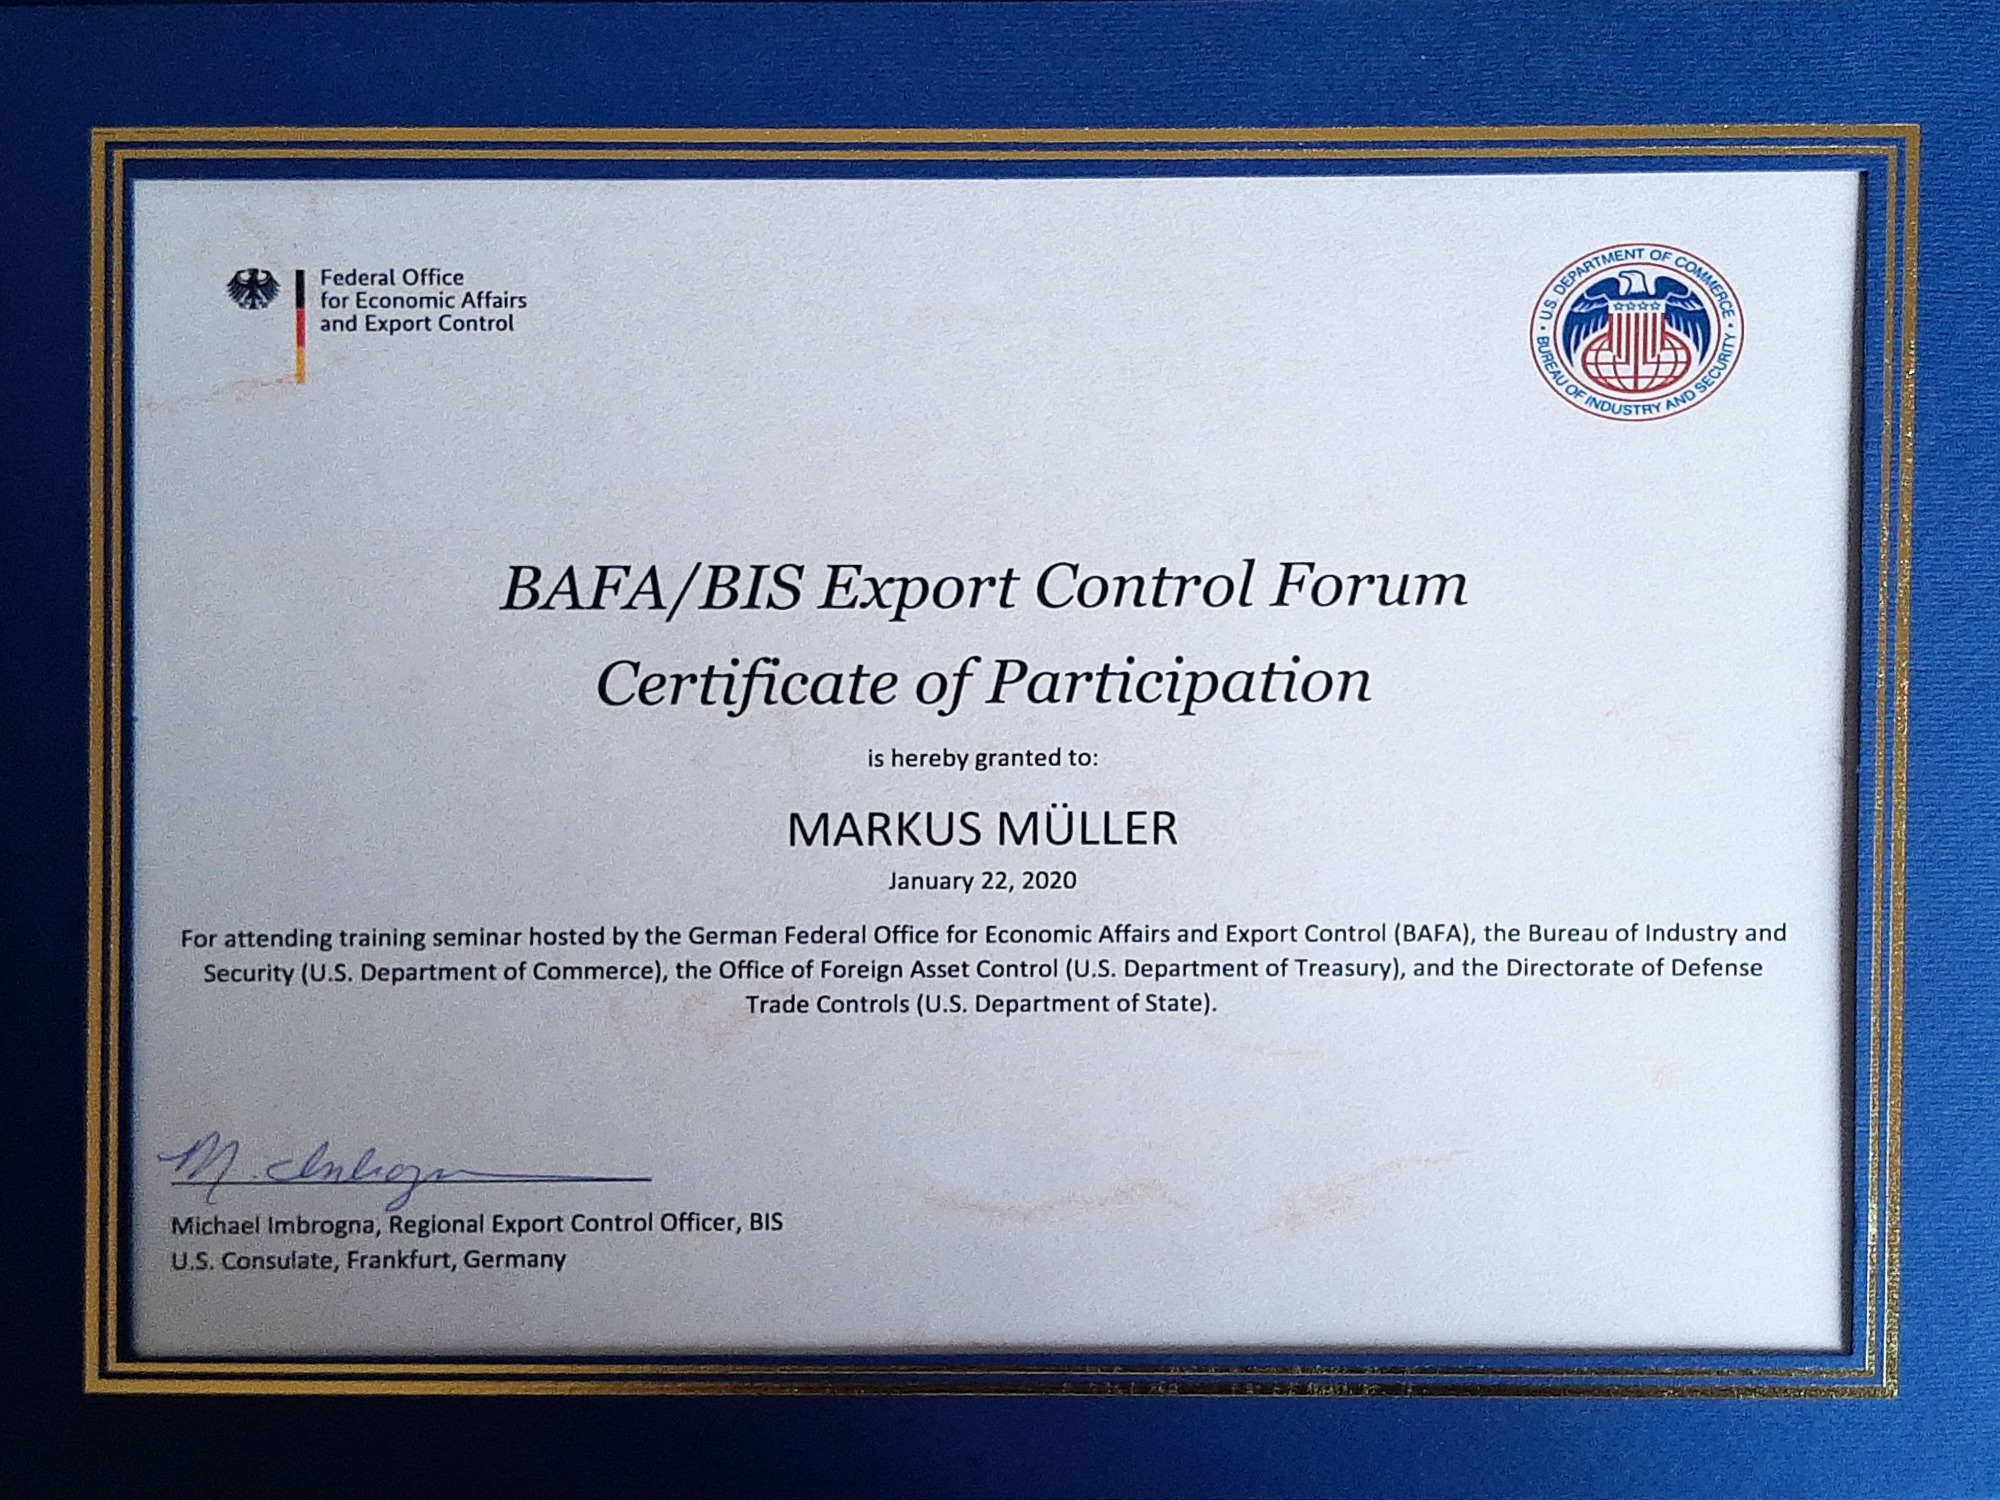 Federal Office
for Economic Affairs
and Export Control
U.S. DEPARTMENT OF COMMERCE
BUREAU OF INDUSTRY AND SECURITY
BAFA/BIS Export Control Forum
Certificate of Participation
is hereby granted to:
MARKUS MÜLLER
January 22, 2020
For attending training seminar hosted by the German Federal Office for Economic Affairs and Export Control (BAFA), the Bureau of Industry and
Security (U.S. Department of Commerce), the Office of Foreign Asset Control (U.S. Department of Treasury), and the Directorate of Defense
Trade Controls (U.S. Department of State).
M. Imbrogna
Michael Imbrogna, Regional Export Control Officer, BIS
U.S. Consulate, Frankfurt, Germany